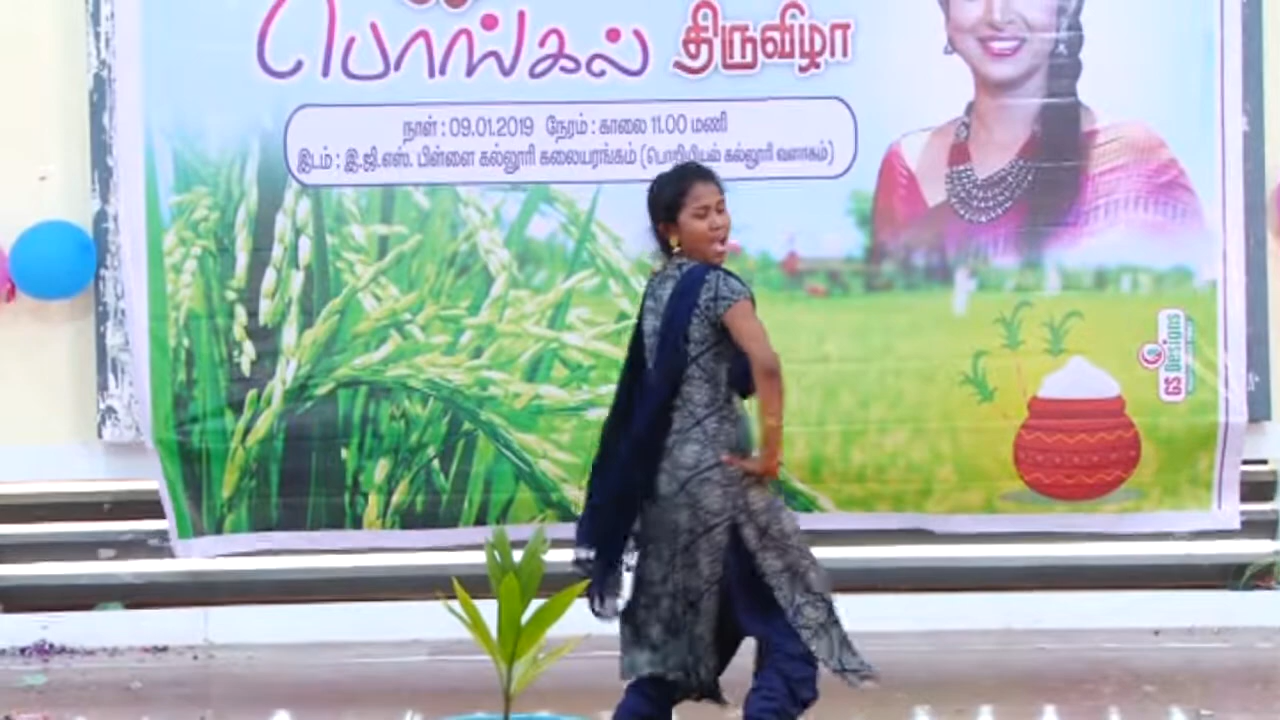 பொங்கல் திருவிழா
நாள் : 09.01.2019 நேரம் : காலை 11.00 மணி
இடம் : இ.ஜி.எஸ். பிள்ளை கல்லூரி கலையரங்கம் (பொறியியல் கல்லூரி வளாகம்)
GS Designs